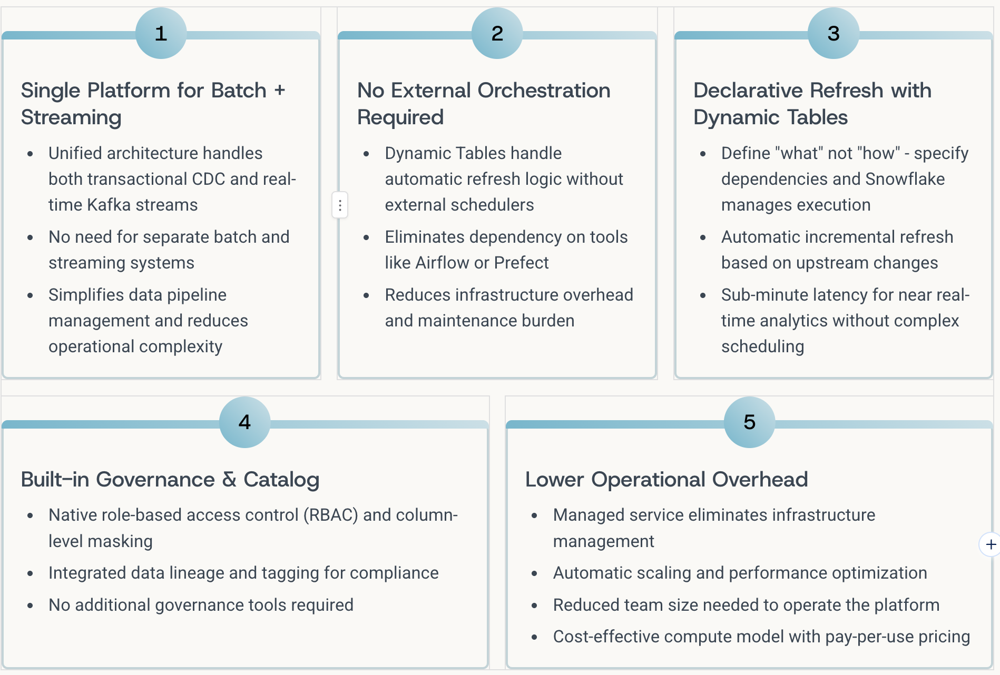 1
Single Platform for Batch +
Streaming
• Unified architecture handles
both transactional CDC and real-
time Kafka streams
• No need for separate batch and
streaming systems
• Simplifies data pipeline
management and reduces
operational complexity
2
No External Orchestration
Required
• Dynamic Tables handle
automatic refresh logic without
external schedulers
• Eliminates dependency on tools
like Airflow or Prefect
• Reduces infrastructure overhead
and maintenance burden
3
Declarative Refresh with
Dynamic Tables
• Define "what" not "how" - specify
dependencies and Snowflake
manages execution
• Automatic incremental refresh
based on upstream changes
• Sub-minute latency for near real-
time analytics without complex
scheduling
4
Built-in Governance & Catalog
• Native role-based access control (RBAC) and column-
level masking
• Integrated data lineage and tagging for compliance
• No additional governance tools required
5
Lower Operational Overhead
• Managed service eliminates infrastructure
management
• Automatic scaling and performance optimization
• Reduced team size needed to operate the platform
• Cost-effective compute model with pay-per-use pricing